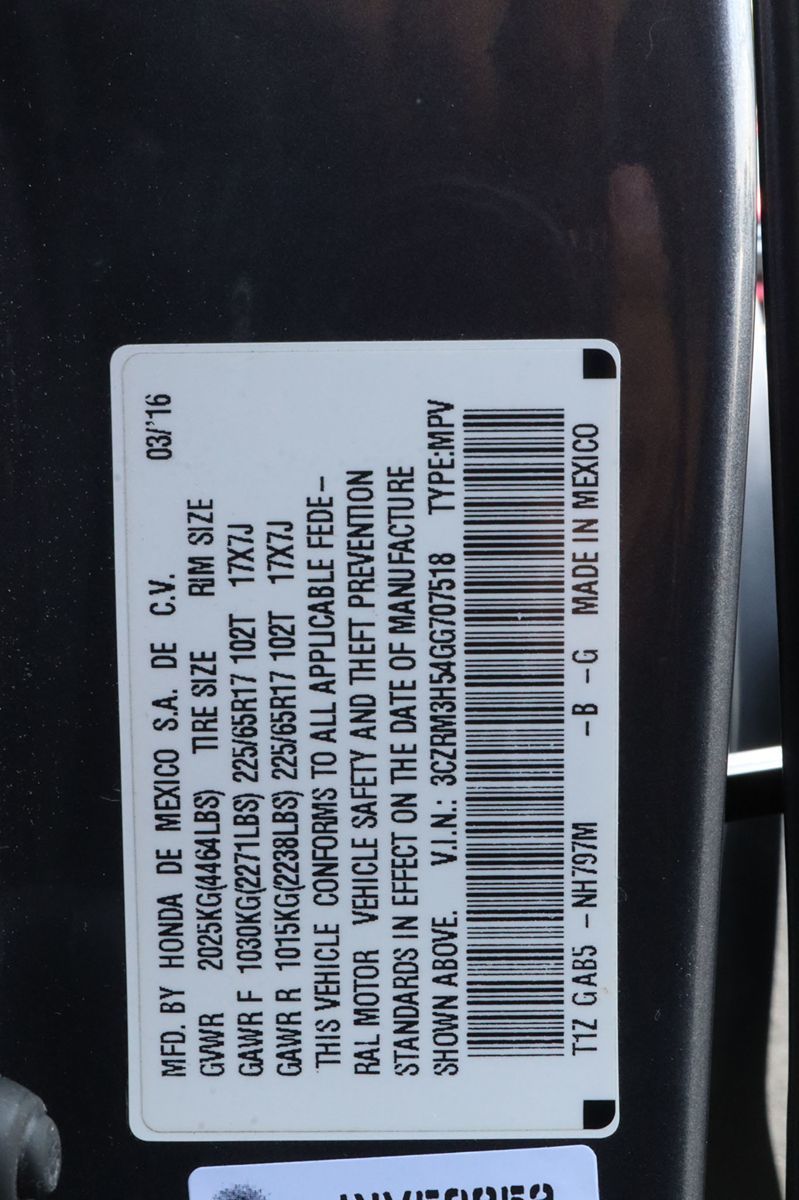 MFD. BY HONDA DE MEXICO S.A. DE C.V. 03/'16
GVWR 2025KG(4464LBS) TIRE SIZE RIM SIZE
GAWR F 1030KG(2271LBS) 225/65R17 102T 17X7J
GAWR R 1015KG(2238LBS) 225/65R17 102T 17X7J
THIS VEHICLE CONFORMS TO ALL APPLICABLE FEDE-
RAL MOTOR VEHICLE SAFETY AND THEFT PREVENTION
STANDARDS IN EFFECT ON THE DATE OF MANUFACTURE
SHOWN ABOVE. V.I.N.: 3CZRM3H54GG707518 TYPE:MPV
T1Z GAB5 -NH797M -B -G MADE IN MEXICO